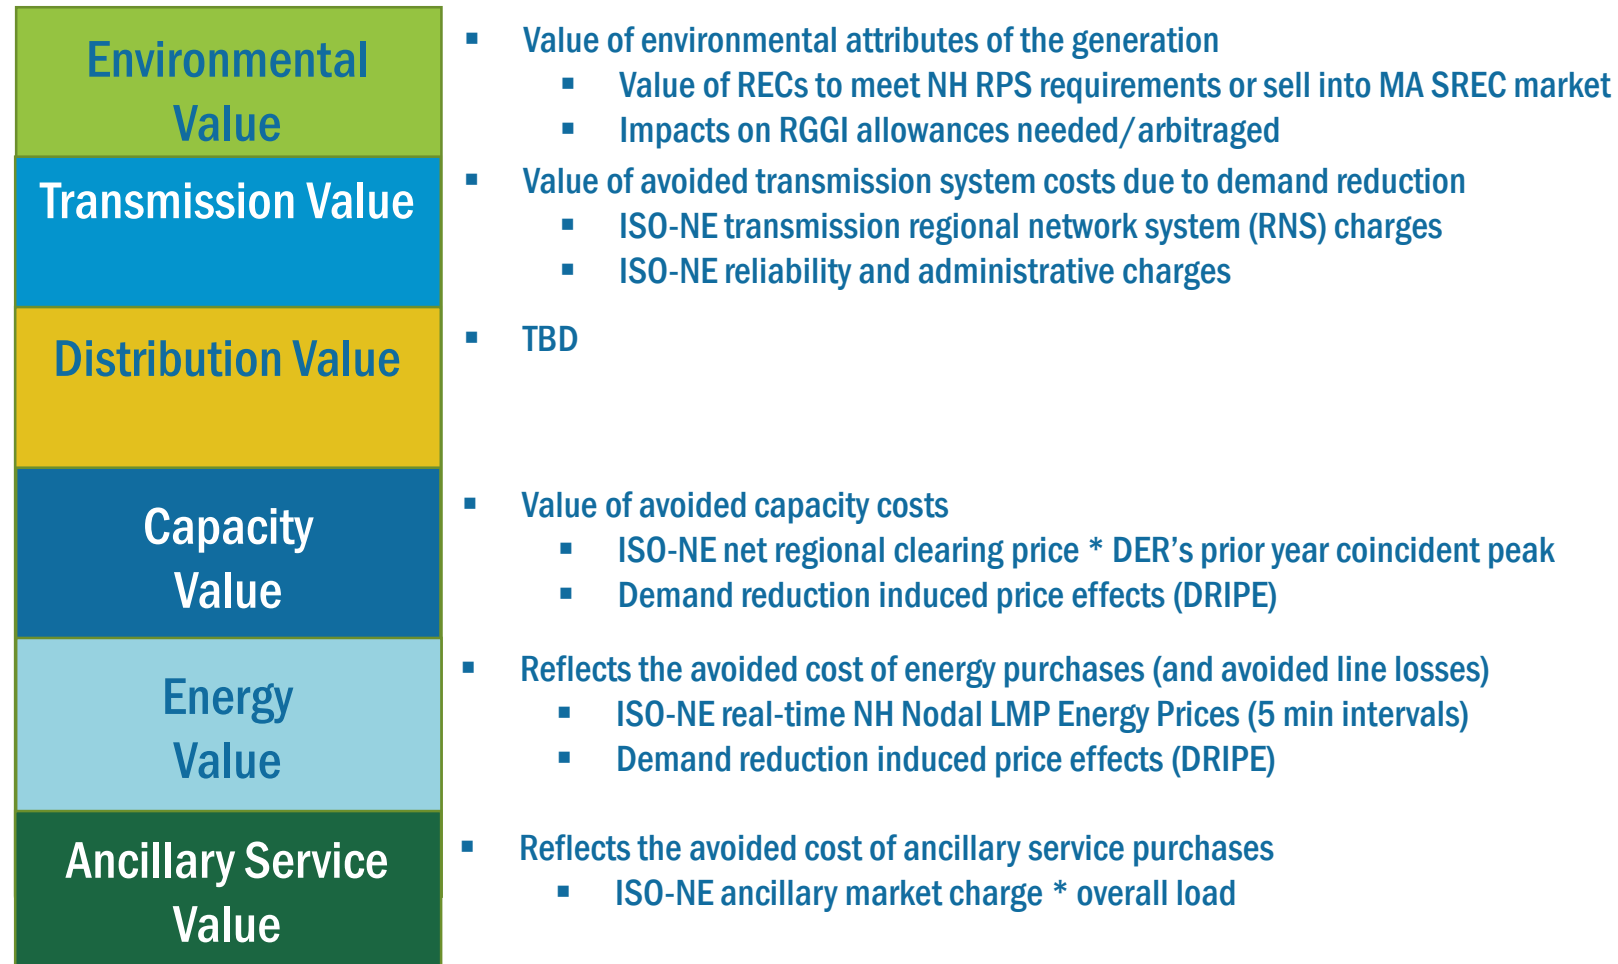 Environmental
Value
▪ Value of environmental attributes of the generation
▪ Value of RECs to meet NH RPS requirements or sell into MA SREC market
▪ Impacts on RGGI allowances needed/arbitraged
Transmission Value
▪ Value of avoided transmission system costs due to demand reduction
▪ ISO-NE transmission regional network system (RNS) charges
▪ ISO-NE reliability and administrative charges
Distribution Value
▪ TBD
Capacity
Value
▪ Value of avoided capacity costs
▪ ISO-NE net regional clearing price * DER’s prior year coincident peak
▪ Demand reduction induced price effects (DRIPE)
Energy
Value
▪ Reflects the avoided cost of energy purchases (and avoided line losses)
▪ ISO-NE real-time NH Nodal LMP Energy Prices (5 min intervals)
▪ Demand reduction induced price effects (DRIPE)
Ancillary Service
Value
▪ Reflects the avoided cost of ancillary service purchases
▪ ISO-NE ancillary market charge * overall load